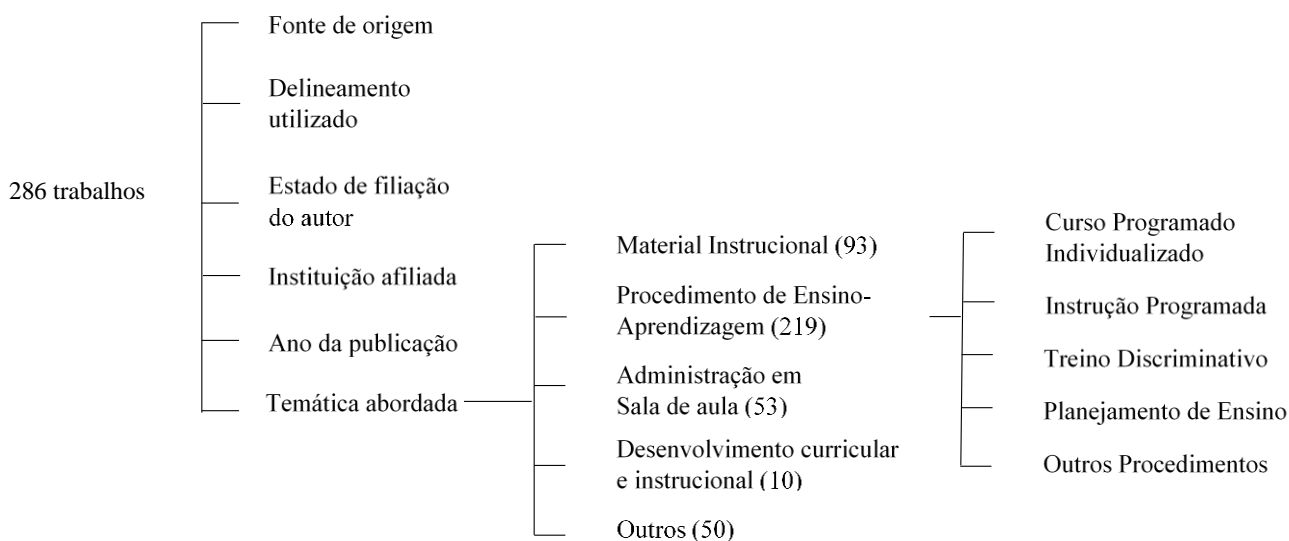 286 trabalhos
Fonte de origem
Delineamento
utilizado
Estado de filiação
do autor
Instituição afiliada
Ano da publicação
Temática abordada
Material Instrucional (93)
Procedimento de Ensino-
Aprendizagem (219)
Administração em
Sala de aula (53)
Desenvolvimento curricular
e instrucional (10)
Outros (50)
Curso Programado
Individualizado
Instrução Programada
Treino Discriminativo
Planejamento de Ensino
Outros Procedimentos